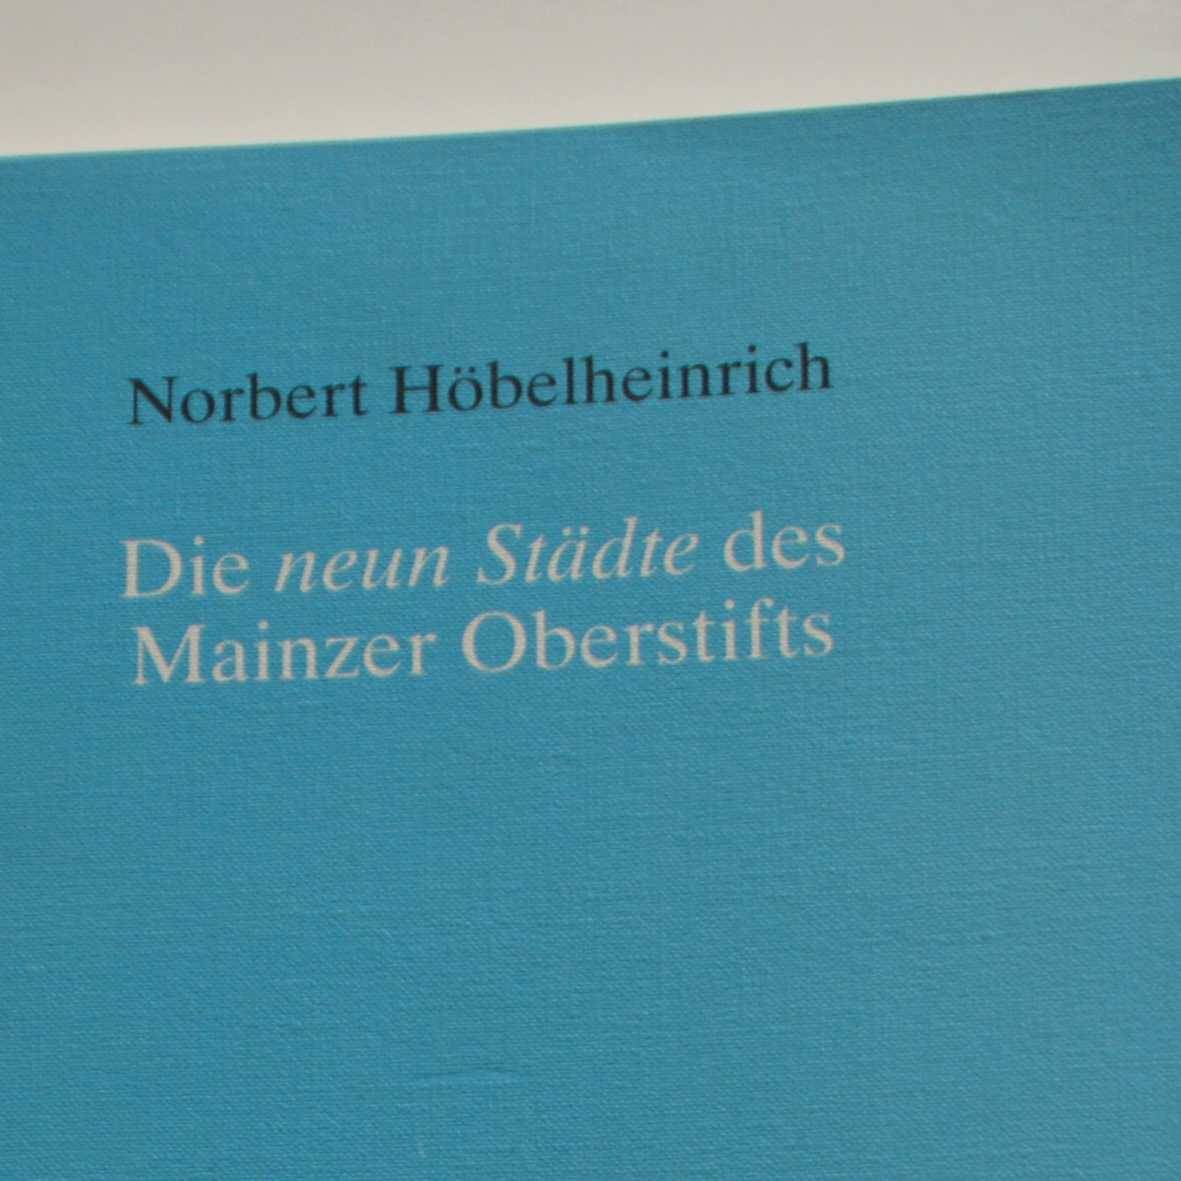 Norbert Höbelheinrich
Die neun Städte des
Mainzer Oberstifts